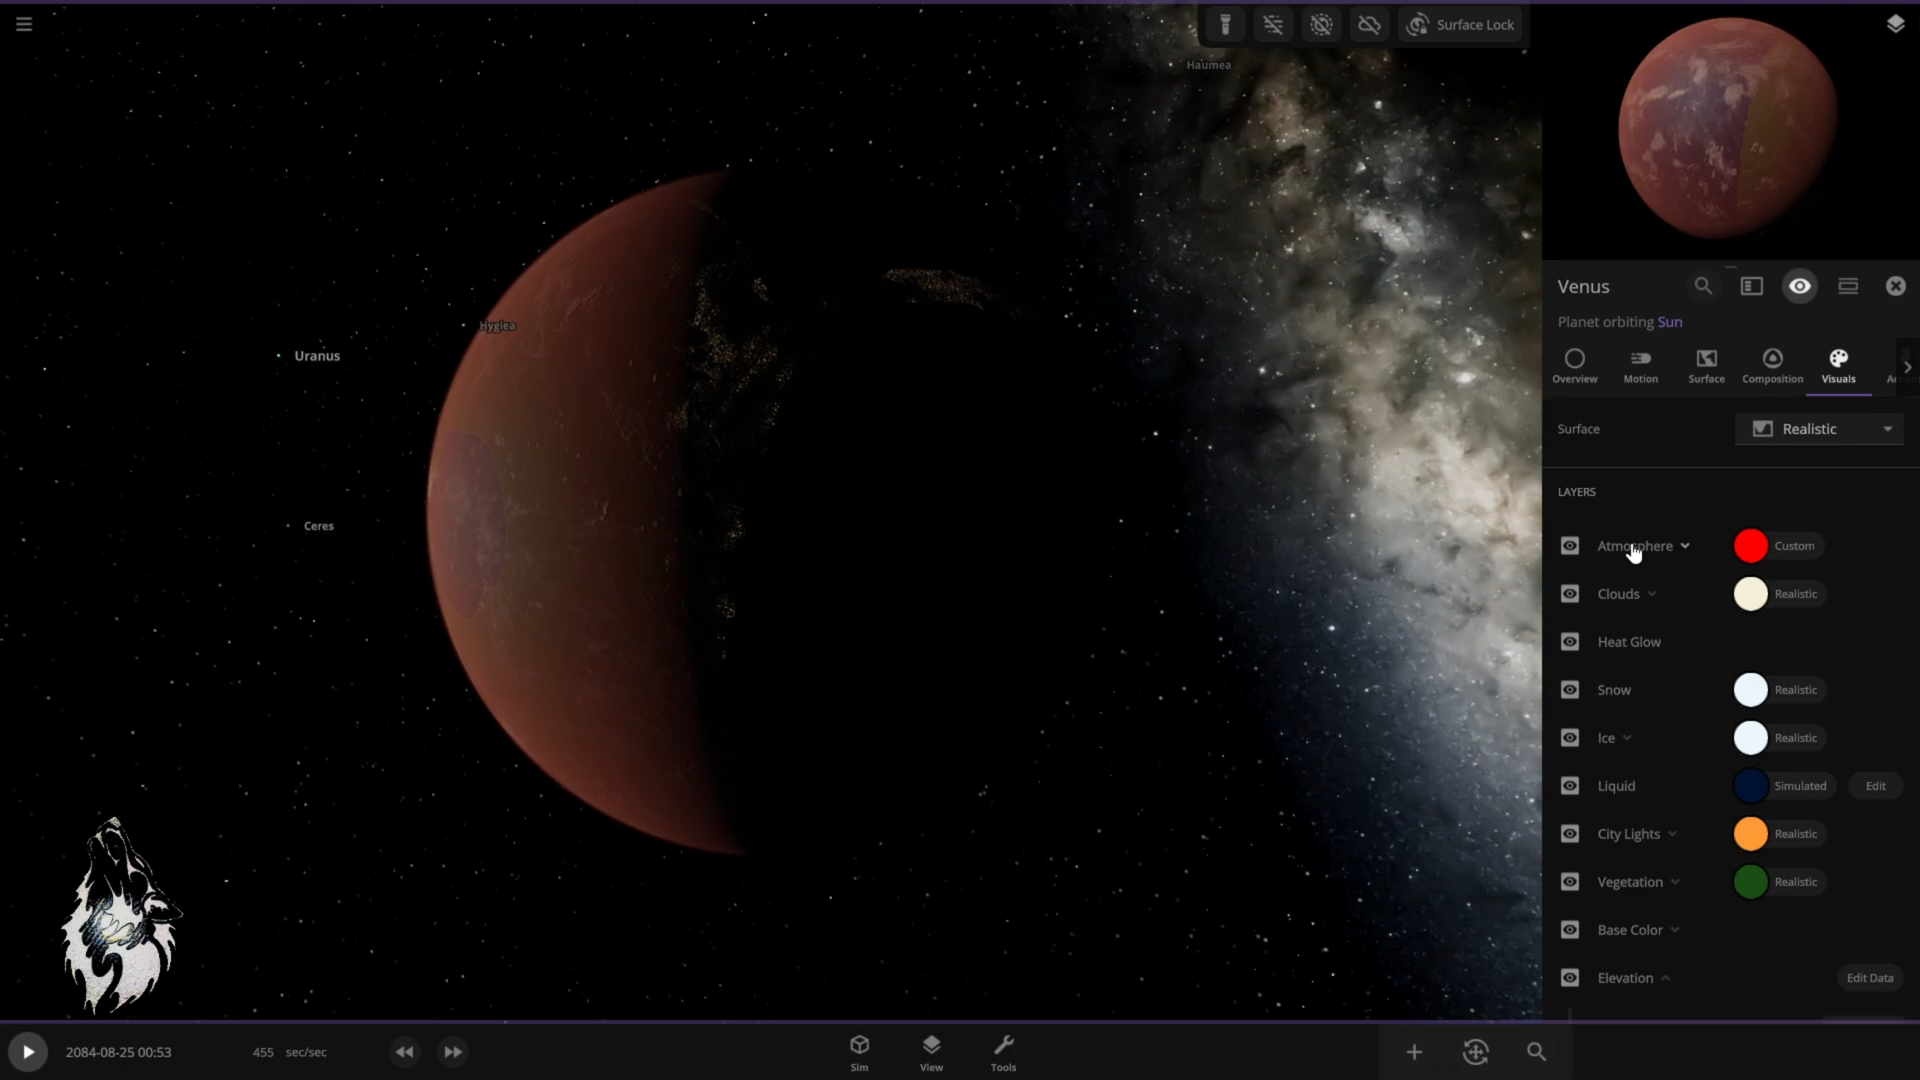 Surface Lock
Haumea
Hygiea
Uranus
Ceres
Venus
Planet orbiting Sun
Overview
Motion
Surface
Composition
Visuals
Surface
Realistic
LAYERS
Atmosphere
Custom
Clouds
Realistic
Heat Glow
Snow
Realistic
Ice
Realistic
Liquid
Simulated
Edit
City Lights
Realistic
Vegetation
Realistic
Base Color
Elevation
Edit Data
2084-08-25 00:53
455 sec/sec
Sim
View
Tools